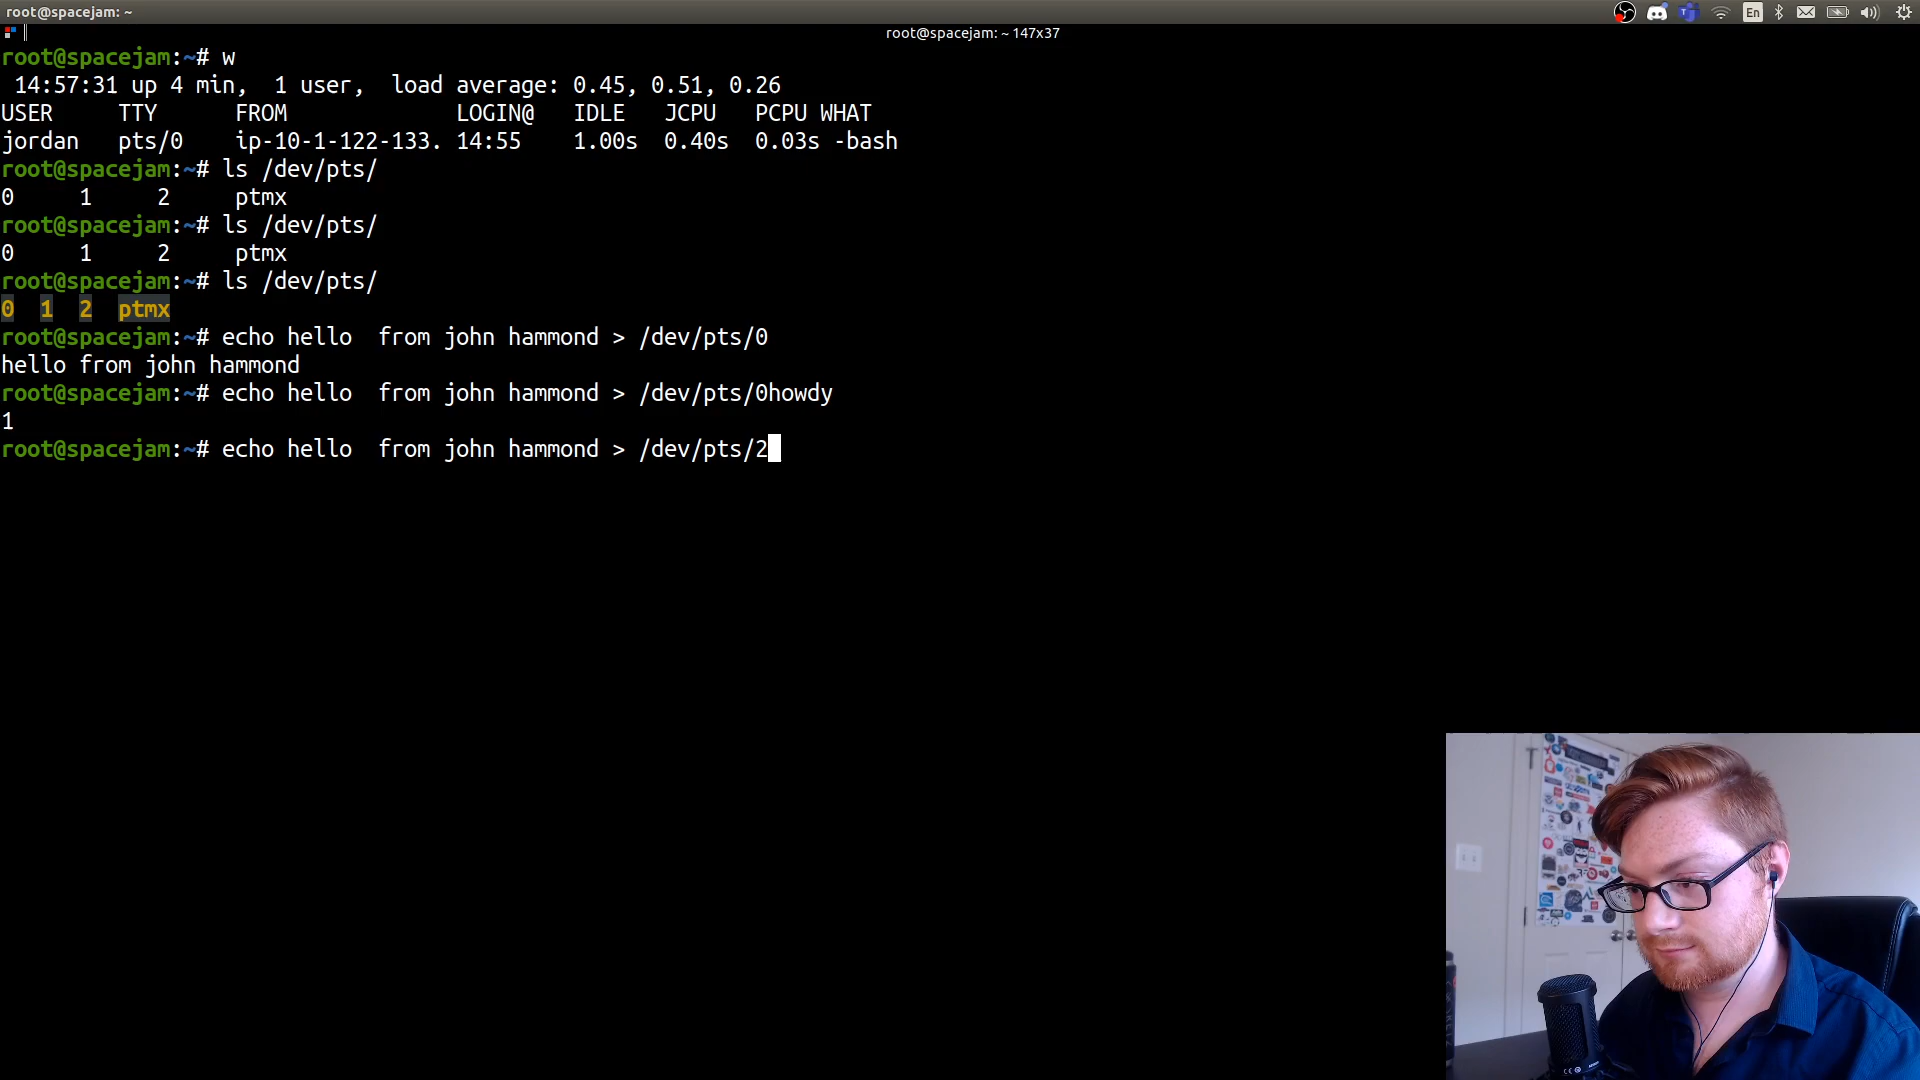 root@spacejam: ~
En
root@spacejam: ~ 147x37
root@spacejam:~# w
 14:57:31 up 4 min,  1 user,  load average: 0.45, 0.51, 0.26
USER     TTY      FROM             LOGIN@   IDLE   JCPU   PCPU WHAT
jordan   pts/0    ip-10-1-122-133. 14:55    1.00s  0.40s  0.03s -bash
root@spacejam:~# ls /dev/pts/
0     1     2     ptmx
root@spacejam:~# ls /dev/pts/
0     1     2     ptmx
root@spacejam:~# ls /dev/pts/
0  1  2  ptmx
root@spacejam:~# echo hello  from john hammond > /dev/pts/0
hello from john hammond
root@spacejam:~# echo hello  from john hammond > /dev/pts/0howdy
1
root@spacejam:~# echo hello  from john hammond > /dev/pts/2